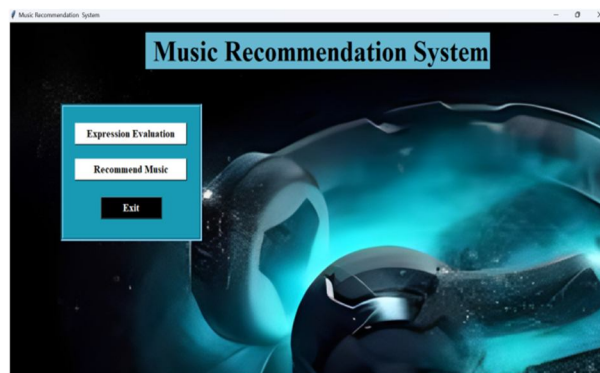 Music Recommendation System
Music Recommendation System
Expression Evaluation
Recommend Music
Exit